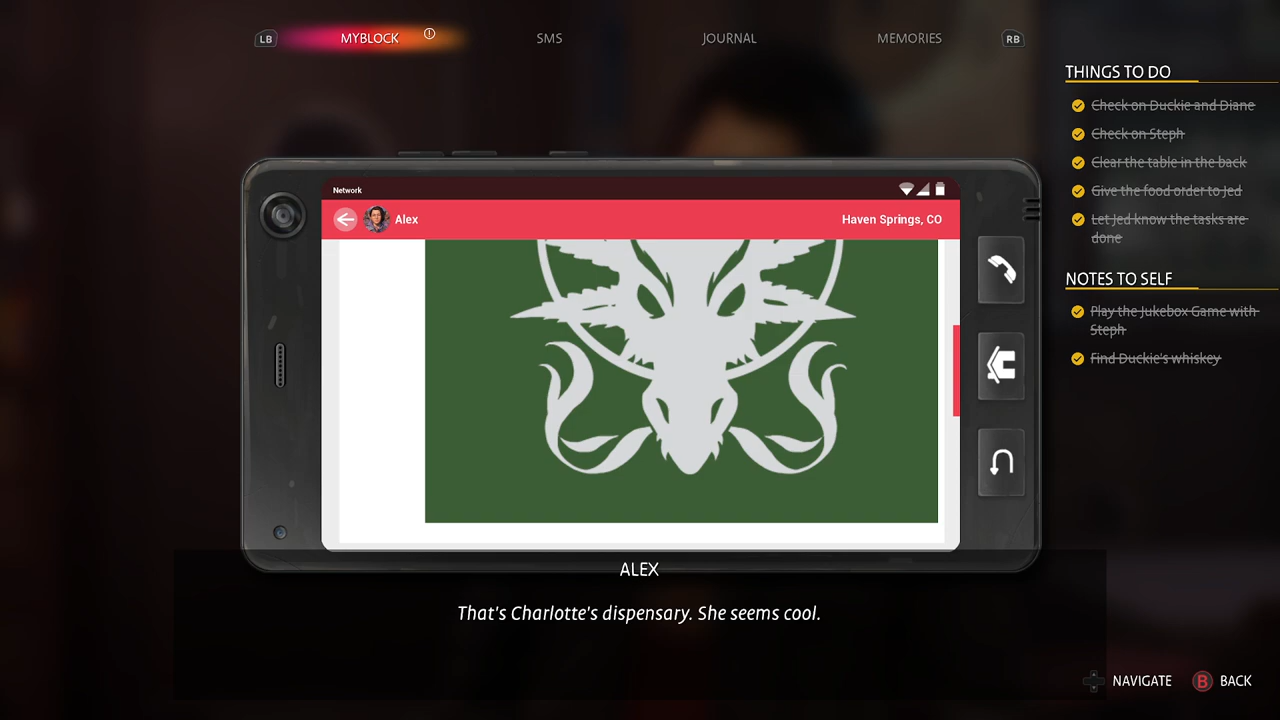 LB
MYBLOCK
SMS
JOURNAL
MEMORIES
RB
THINGS TO DO
Check on Duckie and Diane
Check on Steph
Clear the table in the back
Give the food order to Jed
Let Jed know the tasks are
done
NOTES TO SELF
Play the Jukebox Game with
Steph
Find Duckie's whiskey
Network
Alex
Haven Springs, CO
ALEX
That's Charlotte's dispensary. She seems cool.
NAVIGATE
B BACK